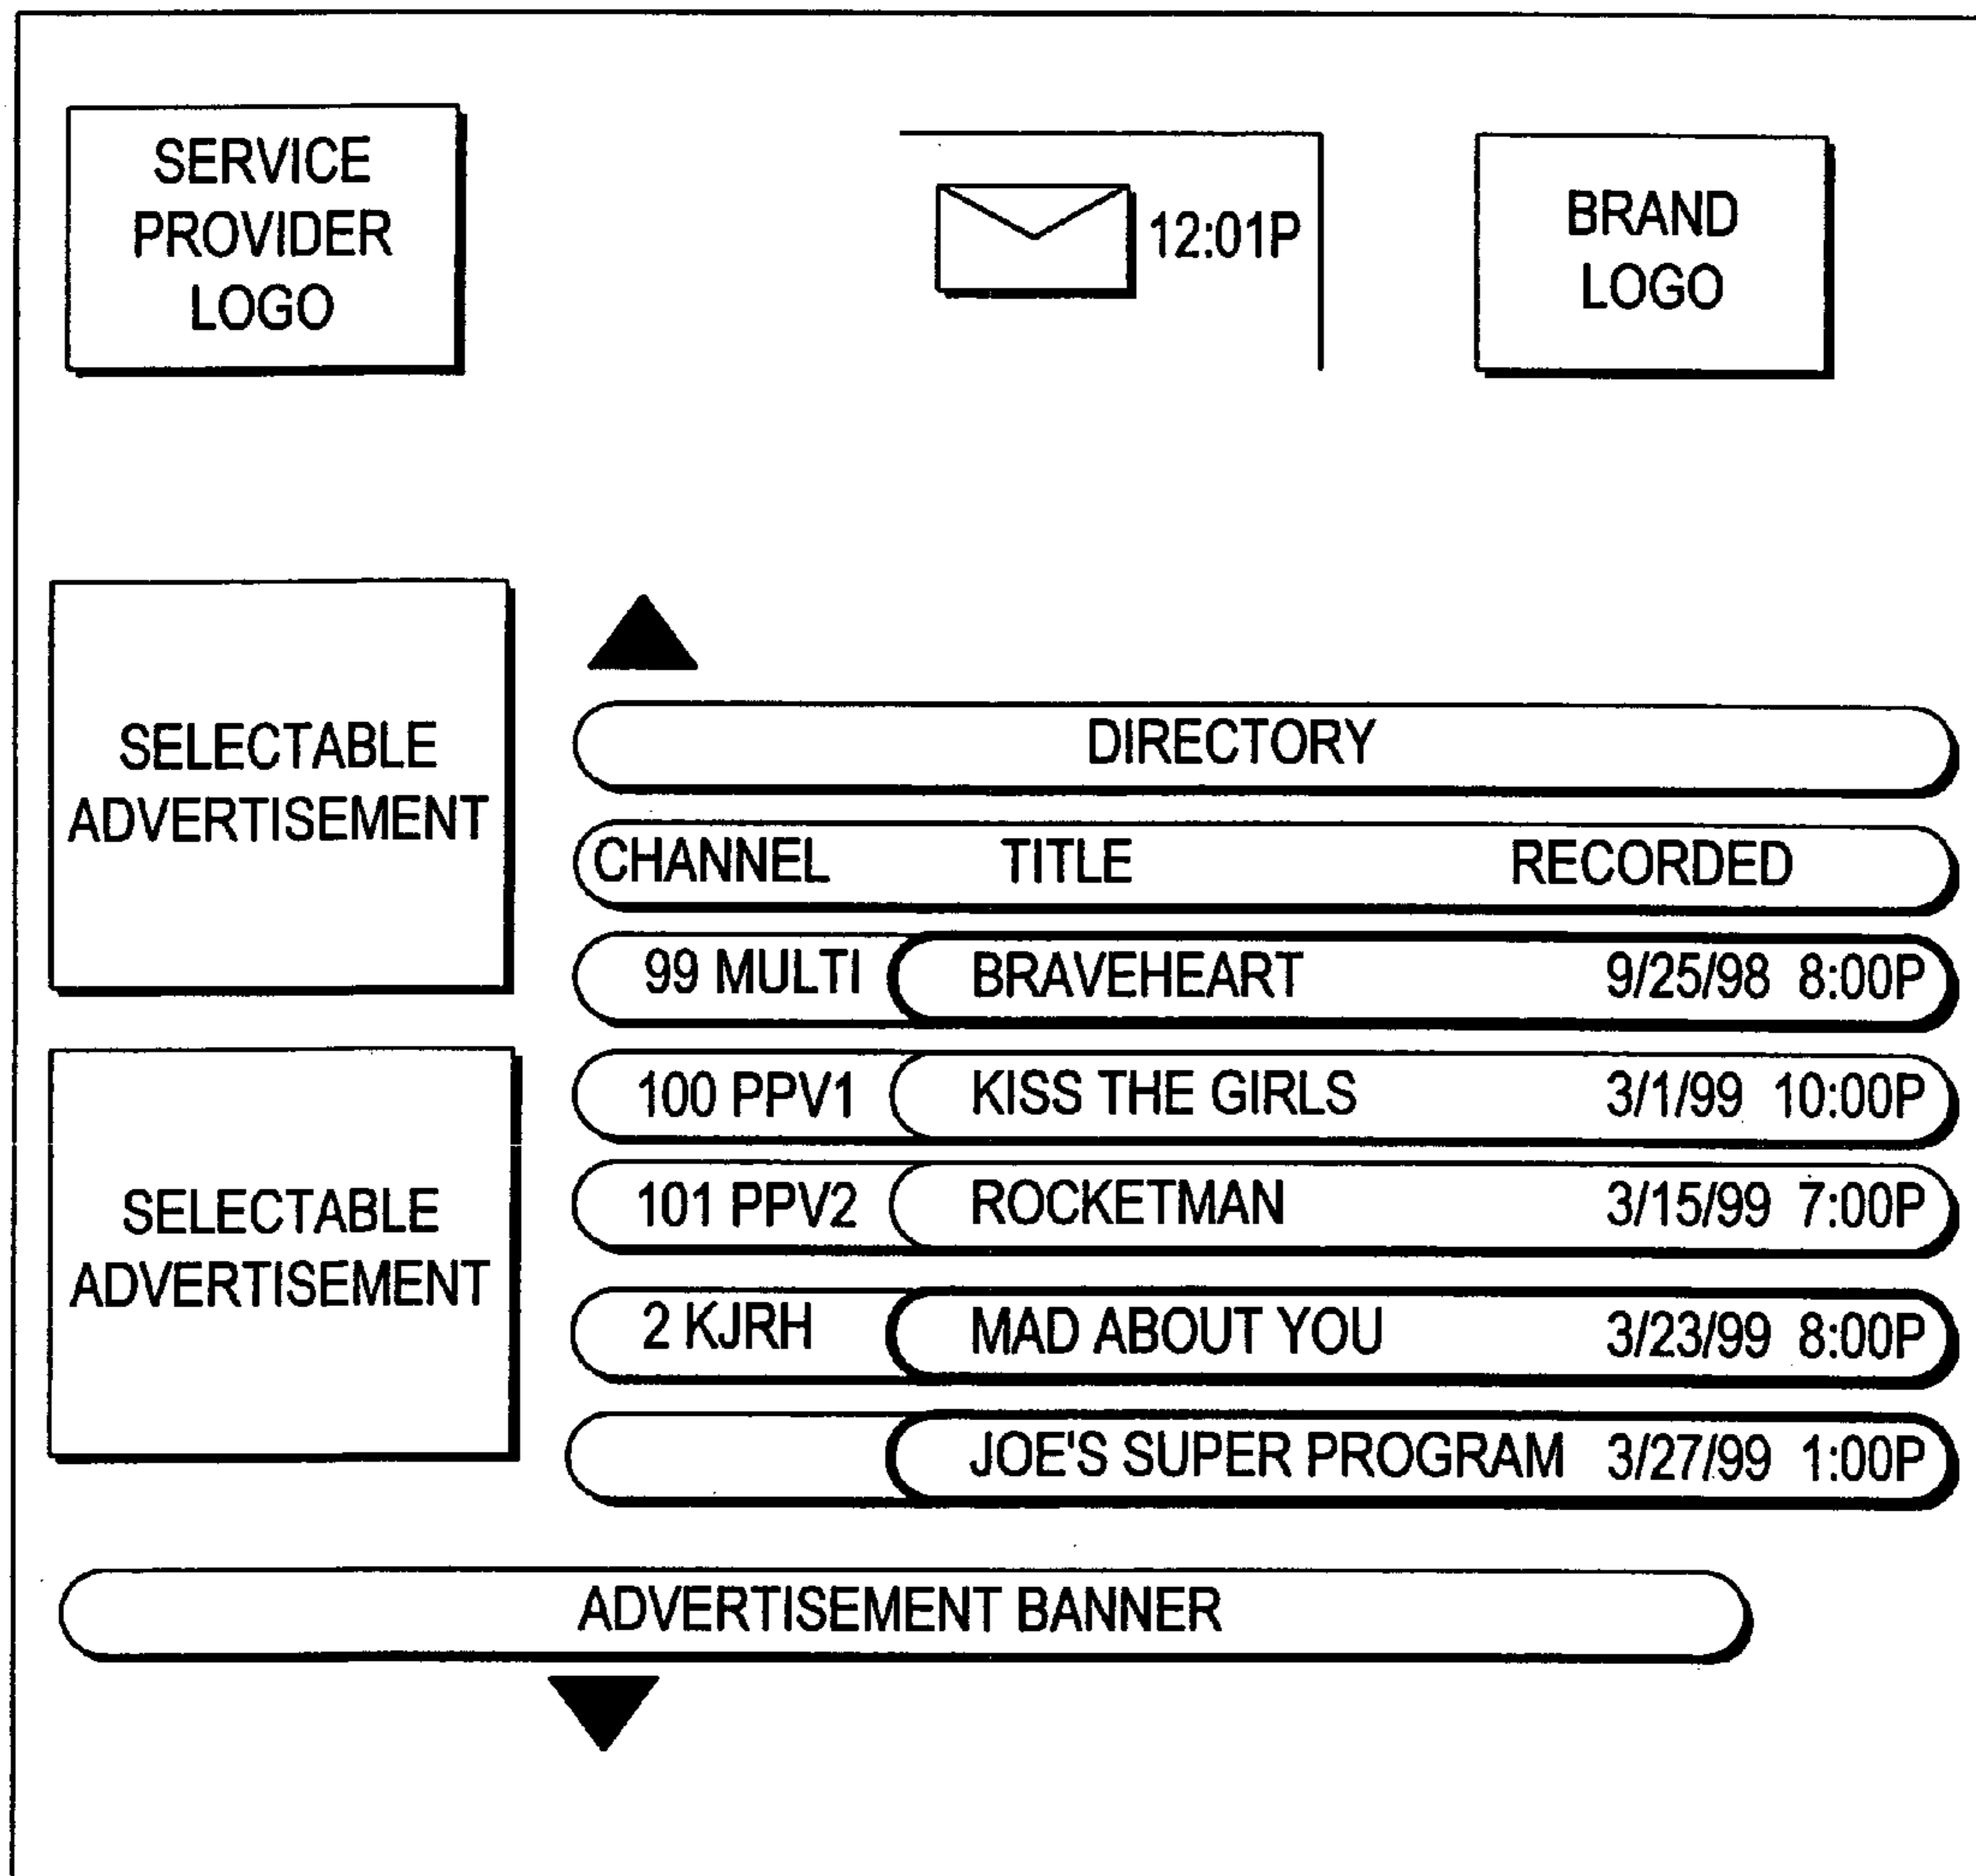 SERVICE
PROVIDER
LOGO
12:01P
BRAND
LOGO
SELECTABLE
ADVERTISEMENT
SELECTABLE
ADVERTISEMENT
DIRECTORY
CHANNEL TITLE RECORDED
99 MULTI BRAVEHEART 9/25/98 8:00P
100 PPV1 KISS THE GIRLS 3/1/99 10:00P
101 PPV2 ROCKETMAN 3/15/99 7:00P
2 KJRH MAD ABOUT YOU 3/23/99 8:00P
JOE'S SUPER PROGRAM 3/27/99 1:00P
ADVERTISEMENT BANNER